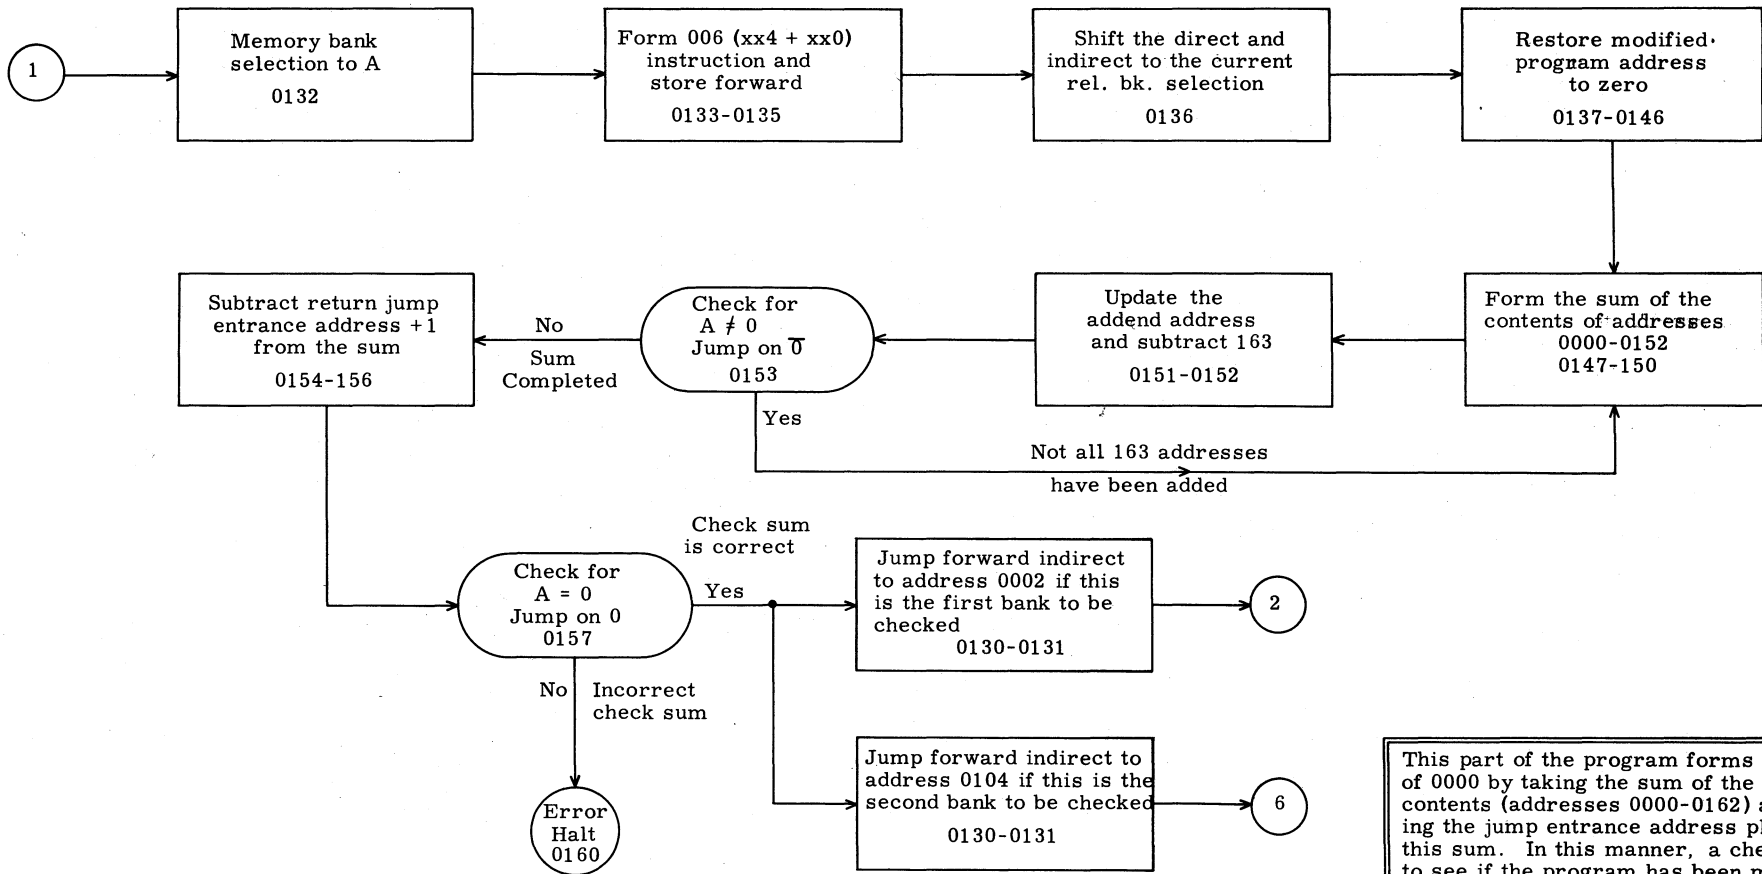 1
Memory bank
selection to A
0132
Form 006 (xx4 + xx0)
instruction and
store forward
0133-0135
Shift the direct and
indirect to the current
rel. bk. selection
0136
Restore modified
program address
to zero
0137-0146
Subtract return jump
entrance address +1
from the sum
0154-156
No
Sum
Completed
Check for
A ≠ 0
Jump on 0̅
0153
Yes
Update the
addend address
and subtract 163
0151-0152
Form the sum of the
contents of addresses
0000-0152
0147-150
Not all 163 addresses
have been added
Check for
A = 0
Jump on 0
0157
Check sum
is correct
Yes
Jump forward indirect
to address 0002 if this
is the first bank to be
checked
0130-0131
2
No
Incorrect
check sum
Error
Halt
0160
Jump forward indirect to
address 0104 if this is the
second bank to be checked
0130-0131
6
This part of the program forms
of 0000 by taking the sum of the
contents (addresses 0000-0162)
ing the jump entrance address
this sum. In this manner, a
to see if the program has been